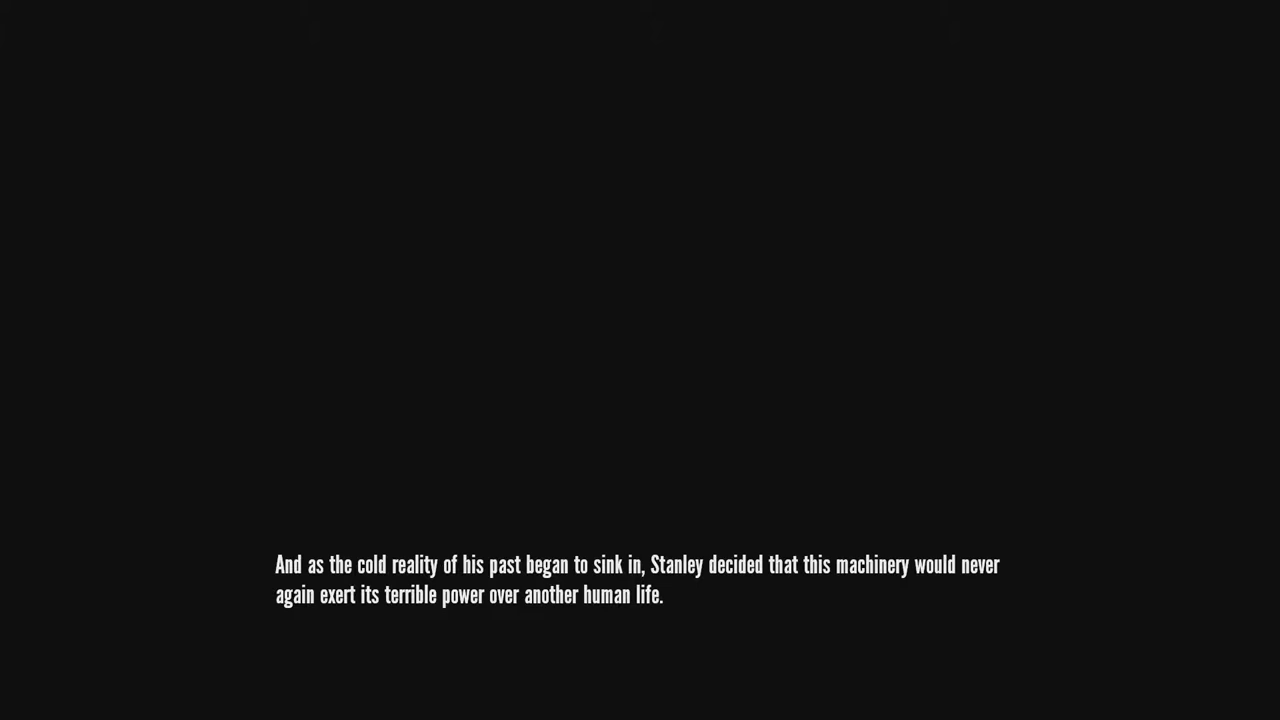 And as the cold reality of his past began to sink in, Stanley decided that this machinery would never
again exert its terrible power over another human life.